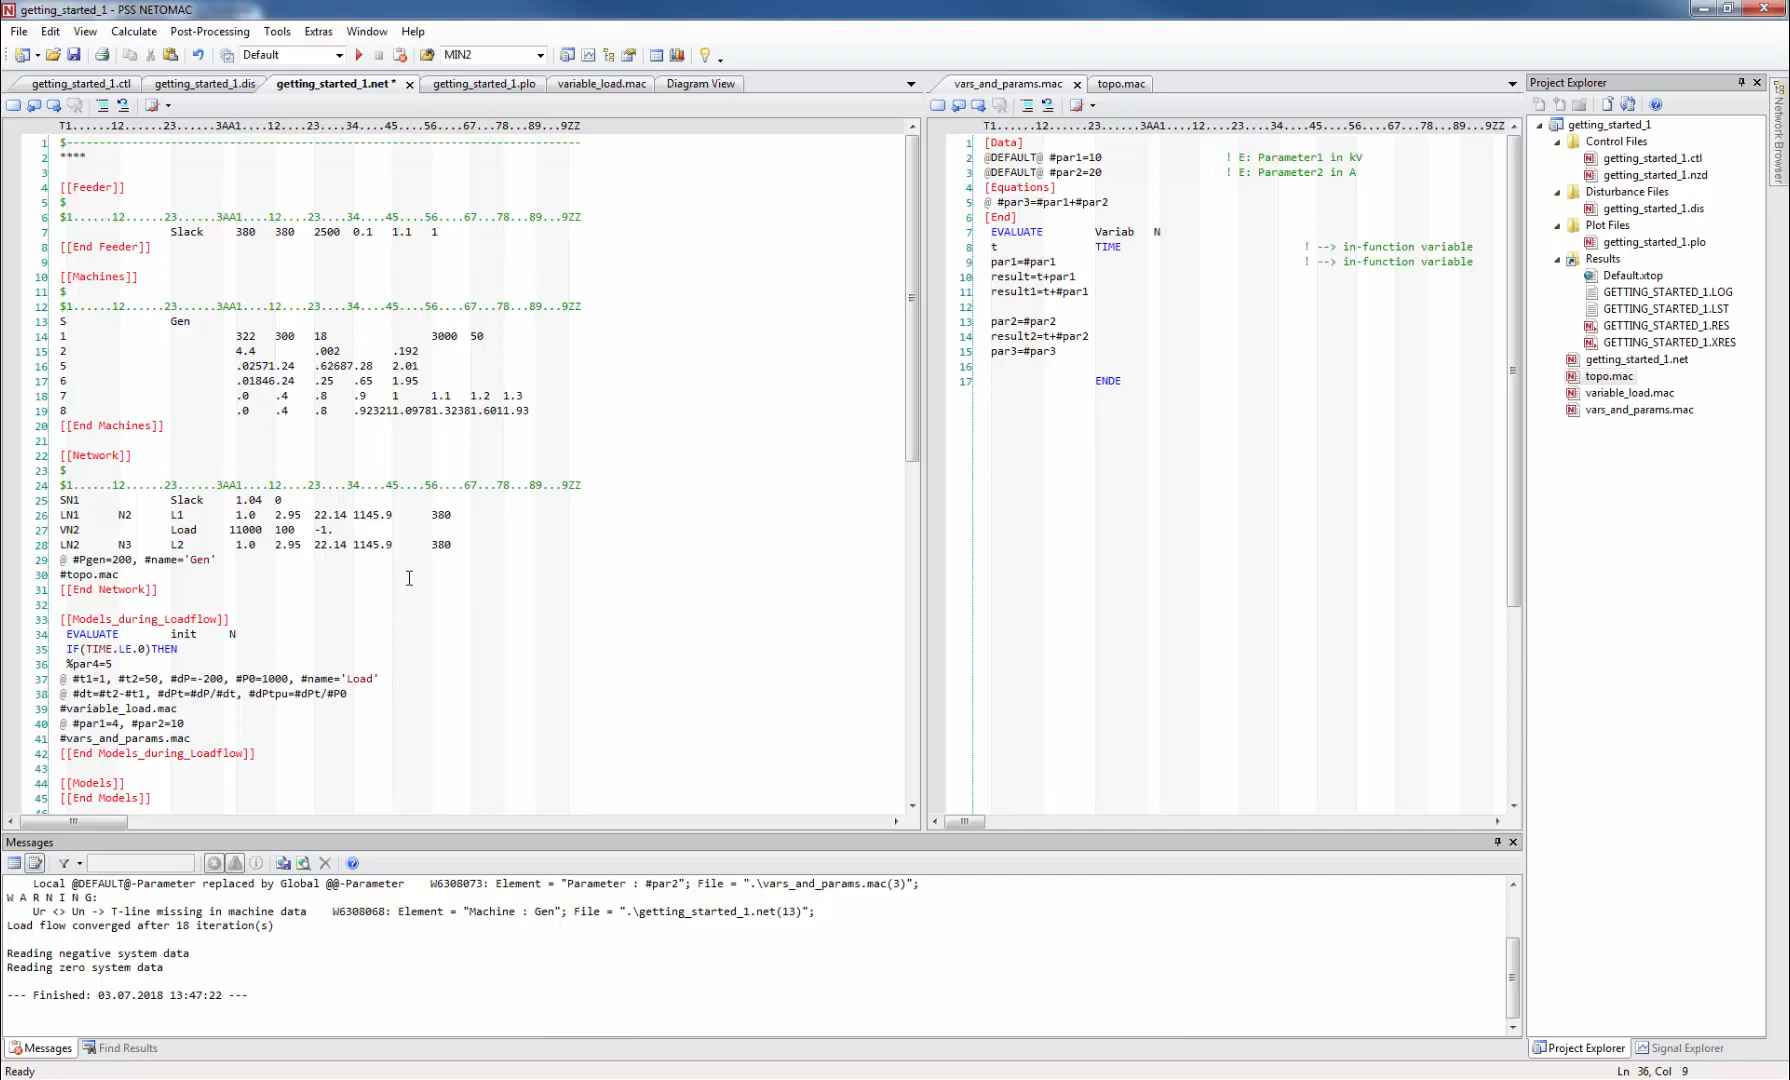 getting_started_1 * - PSS NETOMAC
File Edit View Calculate Post-Processing Tools Extras Window Help
Default MIN2
getting_started_1.ctl getting_started_1.dis getting_started_1.net * getting_started_1.plo variable_load.mac Diagram View
vars_and_params.mac topo.mac
T1......12......23......3AA1....12....23....34....45....56....67...78...89...9ZZ
1 $-------------------------------------------------------------------------------
2 ****
3
4 [[Feeder]]
5 $
6 $1......12......23......3AA1....12....23....34....45....56....67...78...89...9ZZ
7 Slack 380 380 2500 0.1 1.1 1
8 [[End Feeder]]
9
10 [[Machines]]
11 $
12 $1......12......23......3AA1....12....23....34....45....56....67...78...89...9ZZ
13 S Gen
14 1 322 300 18 3000 50
15 2 4.4 .002 .192
16 5 .02571.24 .62687.28 2.01
17 6 .01846.24 .25 .65 1.95
18 7 .0 .4 .8 .9 1 1.1 1.2 1.3
19 8 .0 .4 .8 .923211.09781.32381.6011.93
20 [[End Machines]]
21
22 [[Network]]
23 $
24 $1......12......23......3AA1....12....23....34....45....56....67...78...89...9ZZ
25 SN1 Slack 1.04 0
26 LN1 N2 L1 1.0 2.95 22.14 1145.9 380
27 VN2 Load 11000 100 -1.
28 LN2 N3 L2 1.0 2.95 22.14 1145.9 380
29 @ #Pgen=200, #name='Gen'
30 #topo.mac
31 [[End Network]]
32
33 [[Models_during_Loadflow]]
34 EVALUATE init N
35 IF(TIME.LE.0)THEN
36 %par4=5
37 @ #t1=1, #t2=50, #dP=-200, #P0=1000, #name='Load'
38 @ #dt=#t2-#t1, #dPt=#dP/#dt, #dPtpu=#dPt/#P0
39 #variable_load.mac
40 @ #par1=4, #par2=10
41 #vars_and_params.mac
42 [[End Models_during_Loadflow]]
43
44 [[Models]]
45 [[End Models]]
T1......12......23......3AA1....12....23....34....45....56....67...78...89...9ZZ
1 [Data]
2 @DEFAULT@ #par1=10 ! E: Parameter1 in kV
3 @DEFAULT@ #par2=20 ! E: Parameter2 in A
4 [Equations]
5 @ #par3=#par1+#par2
6 [End]
7 EVALUATE Variab N
8 t TIME ! --> in-function variable
9 par1=#par1 ! --> in-function variable
10 result=t+par1
11 result1=t+#par1
12
13 par2=#par2
14 result2=t+#par2
15 par3=#par3
16
17 ENDE
Project Explorer
getting_started_1
Control Files
getting_started_1.ctl
getting_started_1.nzd
Disturbance Files
getting_started_1.dis
Plot Files
getting_started_1.plo
Results
Default.xtop
GETTING_STARTED_1.LOG
GETTING_STARTED_1.LST
GETTING_STARTED_1.RES
GETTING_STARTED_1.XRES
getting_started_1.net
topo.mac
variable_load.mac
vars_and_params.mac
Network Browser
Messages
Local @DEFAULT@-Parameter replaced by Global @@-Parameter W6308073: Element = "Parameter : #par2"; File = ".\vars_and_params.mac(3)";
W A R N I N G:
Ur <> Un -> T-line missing in machine data W6308068: Element = "Machine : Gen"; File = ".\getting_started_1.net(13)";
Load flow converged after 18 iteration(s)
Reading negative system data
Reading zero system data
--- Finished: 03.07.2018 13:47:22 ---
Messages Find Results
Project Explorer Signal Explorer
Ready
Ln 36, Col 9